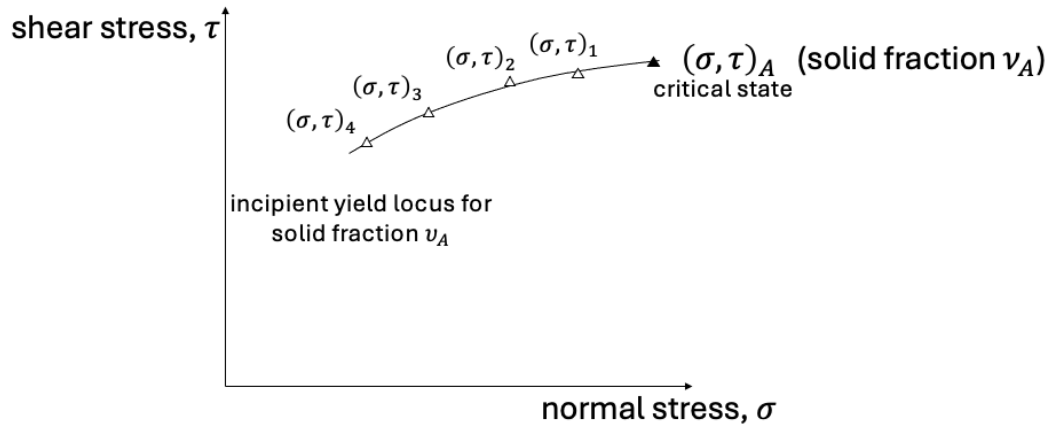 shear stress, τ
(σ, τ)₁
(σ, τ)₂
(σ, τ)₃
(σ, τ)₄
(σ, τ)_A (solid fraction ν_A)
critical state
incipient yield locus for
solid fraction υ_A
normal stress, σ